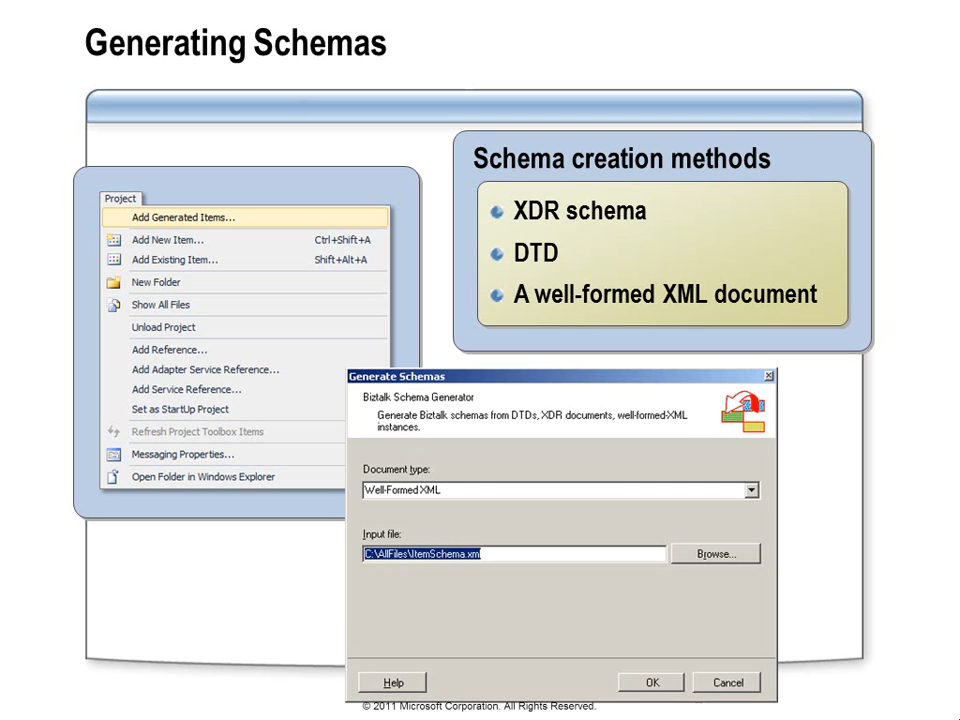 Generating Schemas
Schema creation methods
XDR schema
DTD
A well-formed XML document
Project
Add Generated Items...
Add New Item... Ctrl+Shift+A
Add Existing Item... Shift+Alt+A
New Folder
Show All Files
Unload Project
Add Reference...
Add Adapter Service Reference...
Add Service Reference...
Set as StartUp Project
Refresh Project Toolbox Items
Messaging Properties...
Open Folder in Windows Explorer
Generate Schemas
Biztalk Schema Generator
Generate Biztalk schemas from DTDs, XDR documents, well-formed-XML
instances.
Document type:
Well-Formed XML
Input file:
C:\AllFiles\ItemSchema.xml
Browse...
Help
OK
Cancel
© 2011 Microsoft Corporation. All Rights Reserved.